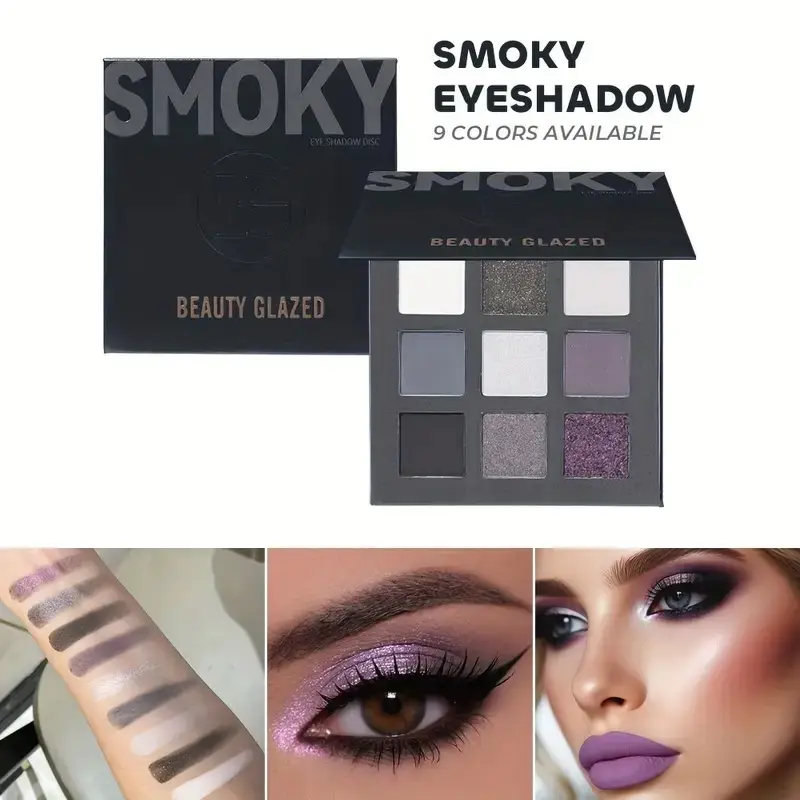 SMOKY
EYE SHADOW DISC
BEAUTY GLAZED
SMOKY
EYESHADOW
9 COLORS AVAILABLE
SMOKY
BEAUTY GLAZED